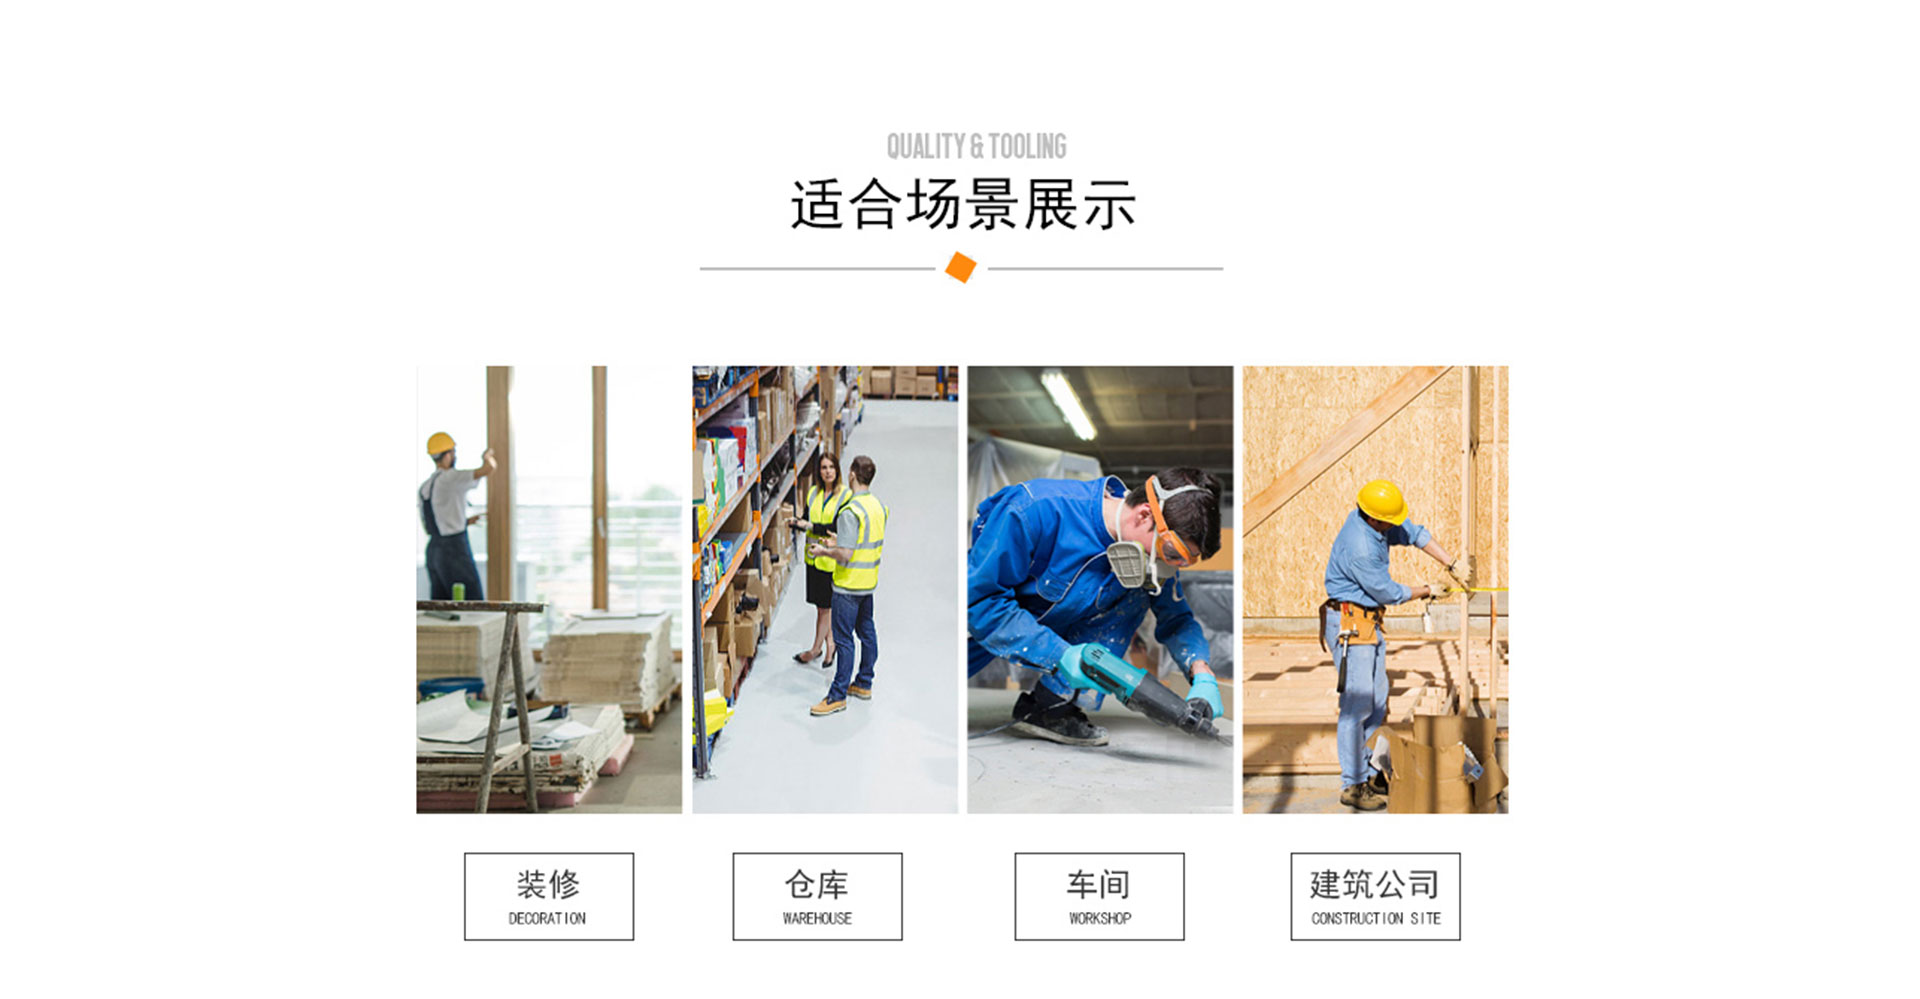 QUALITY & TOOLING
适合场景展示
装修
DECORATION
仓库
WAREHOUSE
车间
WORKSHOP
建筑公司
CONSTRUCTION SITE